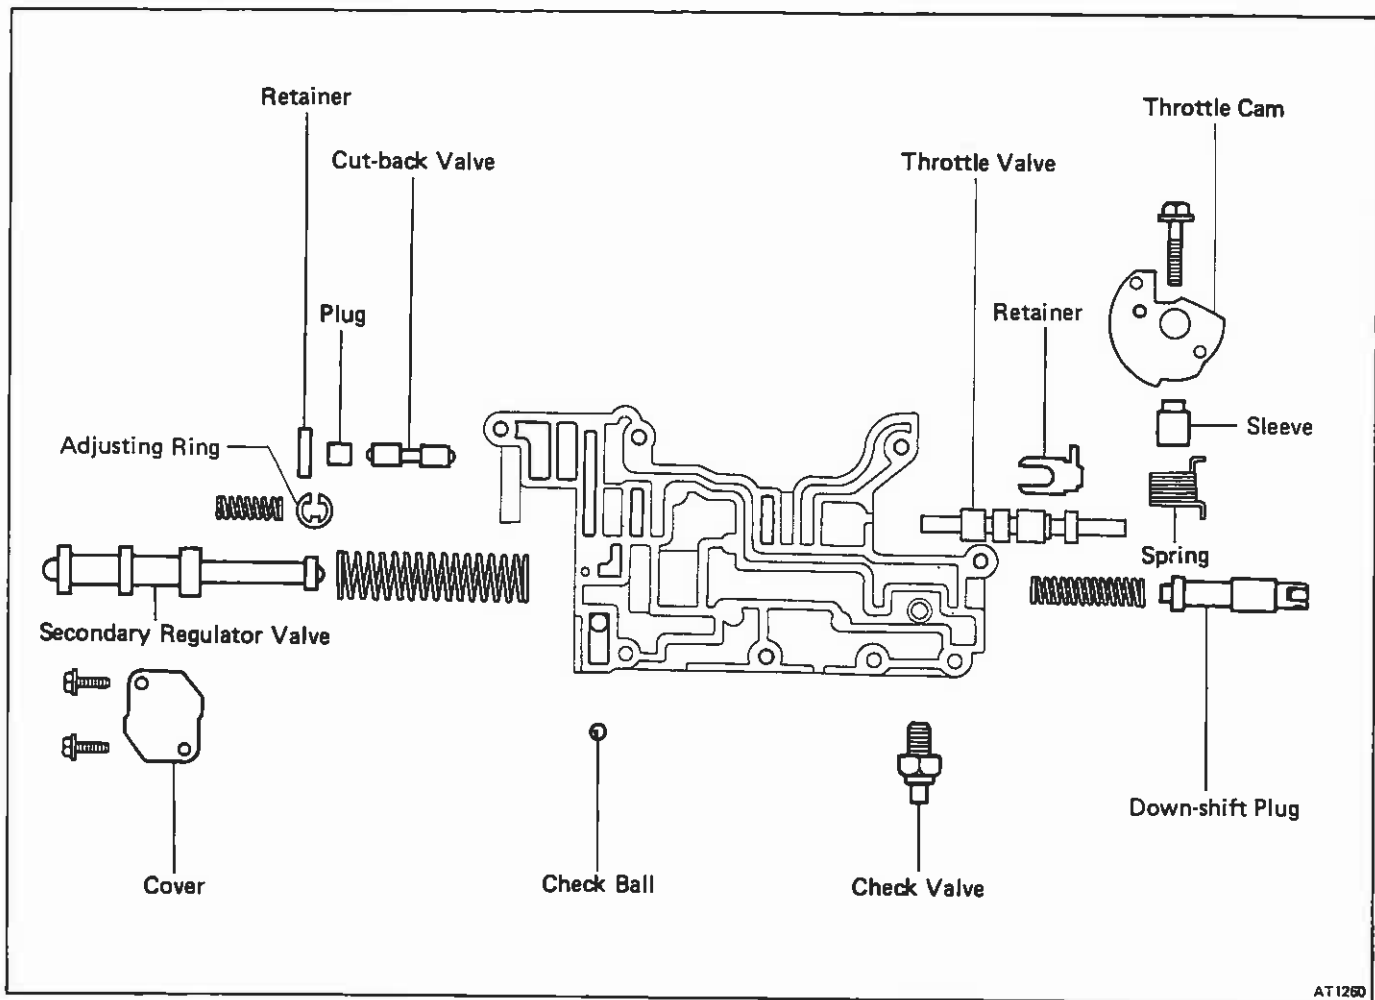 Retainer
Throttle Cam
Cut-back Valve
Throttle Valve
Plug
Retainer
Adjusting Ring
Sleeve
Spring
Secondary Regulator Valve
Down-shift Plug
Cover
Check Ball
Check Valve
AT1260